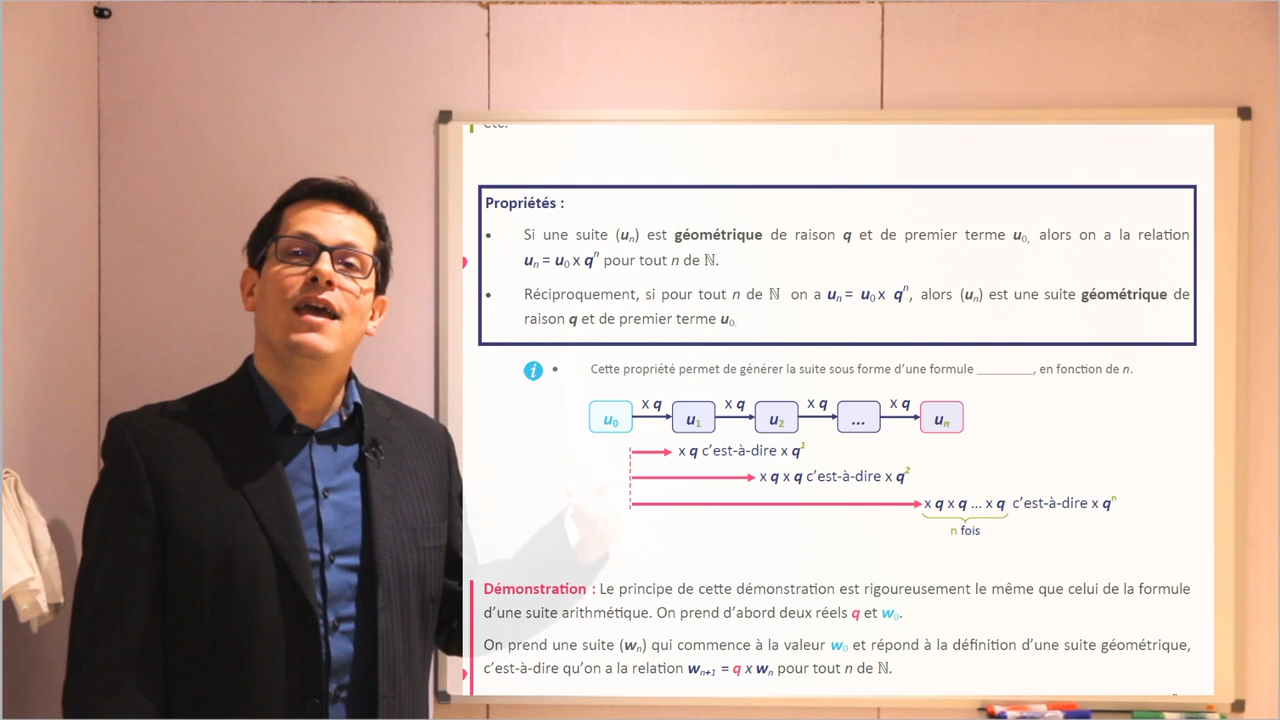 etc.
Propriétés :
• Si une suite (uₙ) est géométrique de raison q et de premier terme u₀, alors on a la relation
uₙ = u₀ x qⁿ pour tout n de ℕ.
• Réciproquement, si pour tout n de ℕ on a uₙ = u₀ x qⁿ, alors (uₙ) est une suite géométrique de
raison q et de premier terme u₀.
i • Cette propriété permet de générer la suite sous forme d’une formule ________, en fonction de n.
x q x q x q x q
u₀ u₁ u₂ ... uₙ
x q c’est-à-dire x q¹
x q x q c’est-à-dire x q²
x q x q ... x q c’est-à-dire x qⁿ
n fois
Démonstration : Le principe de cette démonstration est rigoureusement le même que celui de la formule
d’une suite arithmétique. On prend d’abord deux réels q et w₀.
On prend une suite (wₙ) qui commence à la valeur w₀ et répond à la définition d’une suite géométrique,
c’est-à-dire qu’on a la relation wₙ₊₁ = q x wₙ pour tout n de ℕ.